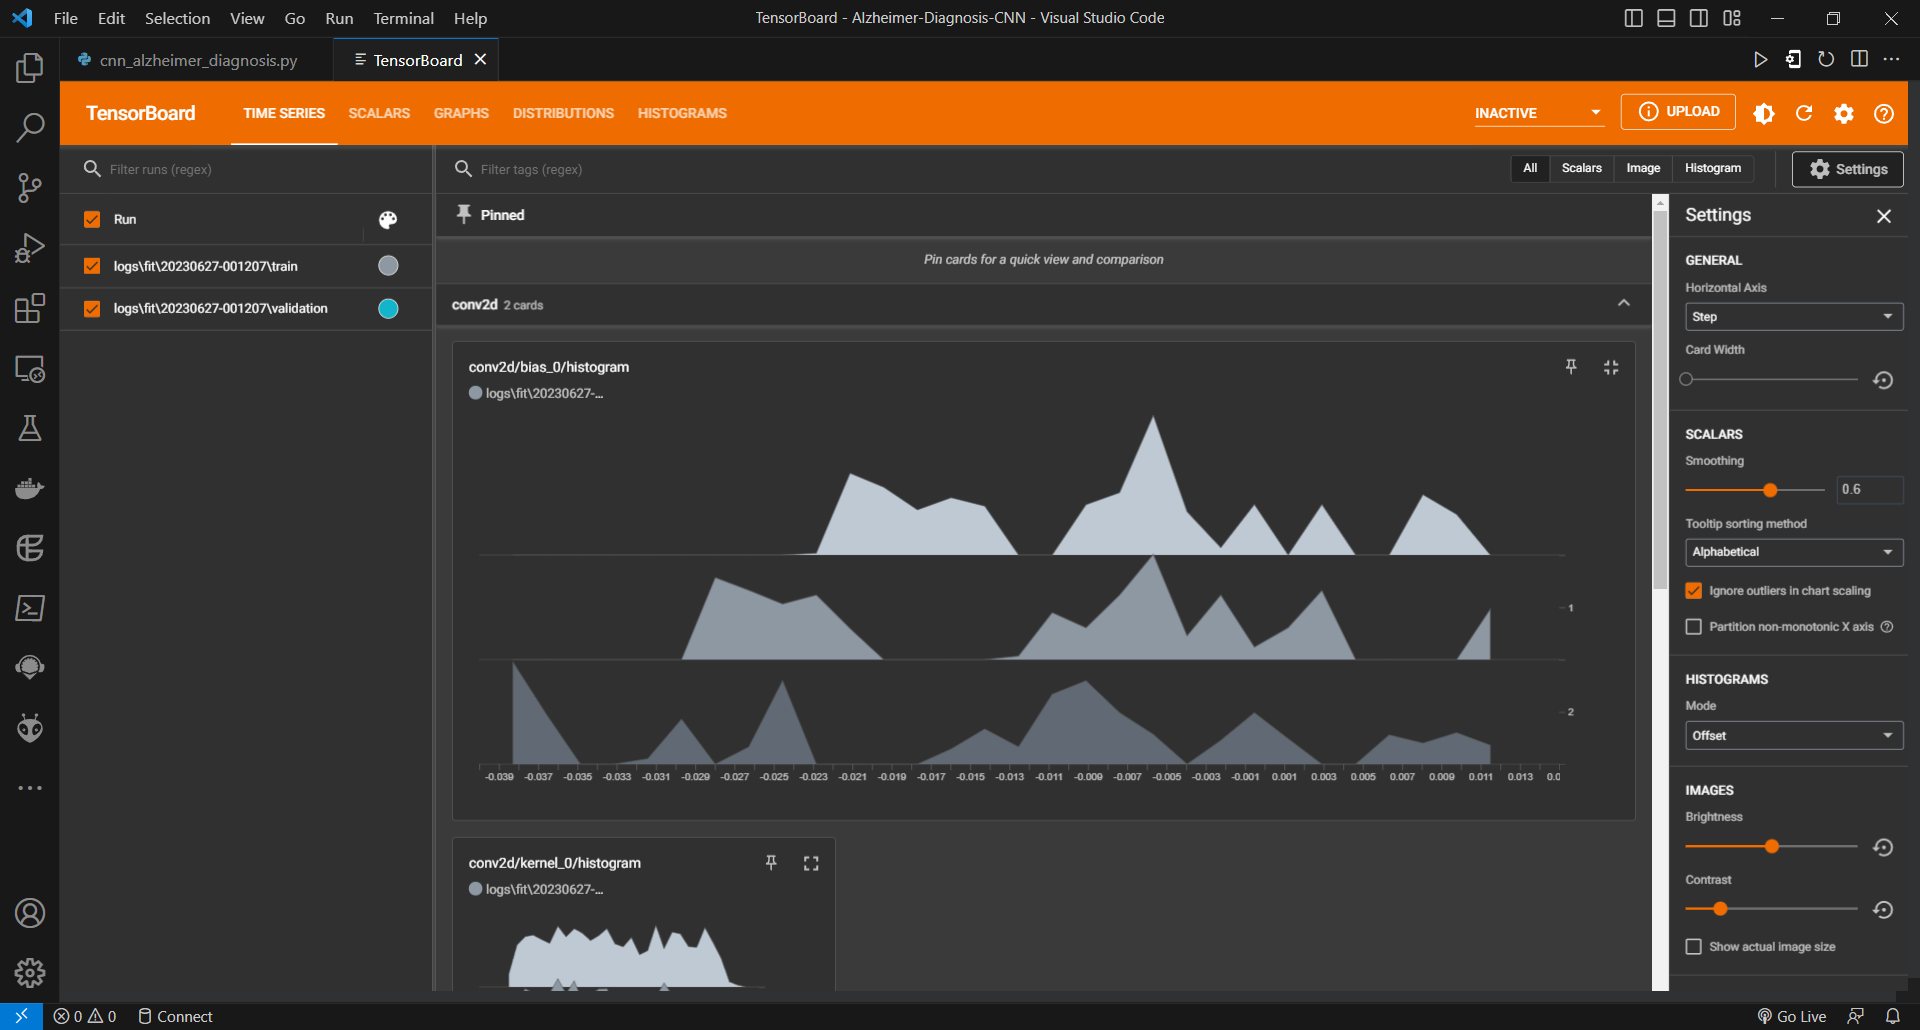 File Edit Selection View Go Run Terminal Help
TensorBoard - Alzheimer-Diagnosis-CNN - Visual Studio Code
cnn_alzheimer_diagnosis.py
TensorBoard
TensorBoard TIME SERIES SCALARS GRAPHS DISTRIBUTIONS HISTOGRAMS INACTIVE UPLOAD
Filter runs (regex)
Run
logs\fit\20230627-001207\train
logs\fit\20230627-001207\validation
Filter tags (regex)
All Scalars Image Histogram Settings
Pinned
Pin cards for a quick view and comparison
conv2d 2 cards
conv2d/bias_0/histogram
logs\fit\20230627-...
1
2
-0.039 -0.037 -0.035 -0.033 -0.031 -0.029 -0.027 -0.025 -0.023 -0.021 -0.019 -0.017 -0.015 -0.013 -0.011 -0.009 -0.007 -0.005 -0.003 -0.001 0.001 0.003 0.005 0.007 0.009 0.011 0.013 0.0
conv2d/kernel_0/histogram
logs\fit\20230627-...
Settings
GENERAL
Horizontal Axis
Step
Card Width
SCALARS
Smoothing
0.6
Tooltip sorting method
Alphabetical
Ignore outliers in chart scaling
Partition non-monotonic X axis
HISTOGRAMS
Mode
Offset
IMAGES
Brightness
Contrast
Show actual image size
0 0 Connect
Go Live